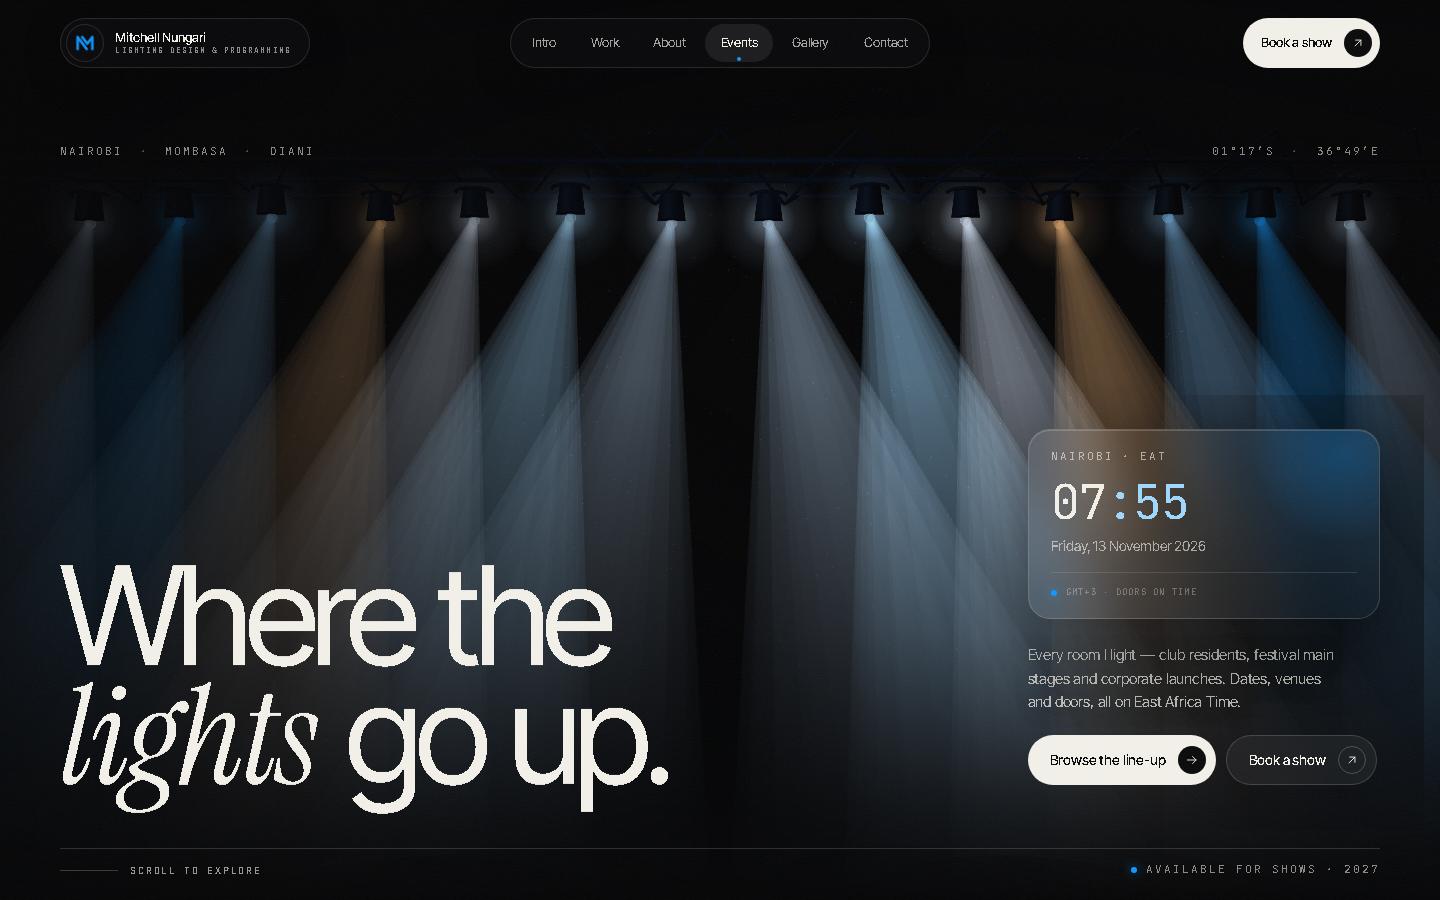 Mitchell Nungari
LIGHTING DESIGN & PROGRAMMING
Intro
Work
About
Events
Gallery
Contact
Book a show
NAIROBI · MOMBASA · DIANI
01°17′S · 36°49′E
NAIROBI · EAT
07:55
Friday, 13 November 2026
GMT+3 · DOORS ON TIME
Where the
lights go up.
Every room I light — club residents, festival main
stages and corporate launches. Dates, venues
and doors, all on East Africa Time.
Browse the line-up
Book a show
SCROLL TO EXPLORE
AVAILABLE FOR SHOWS · 2027